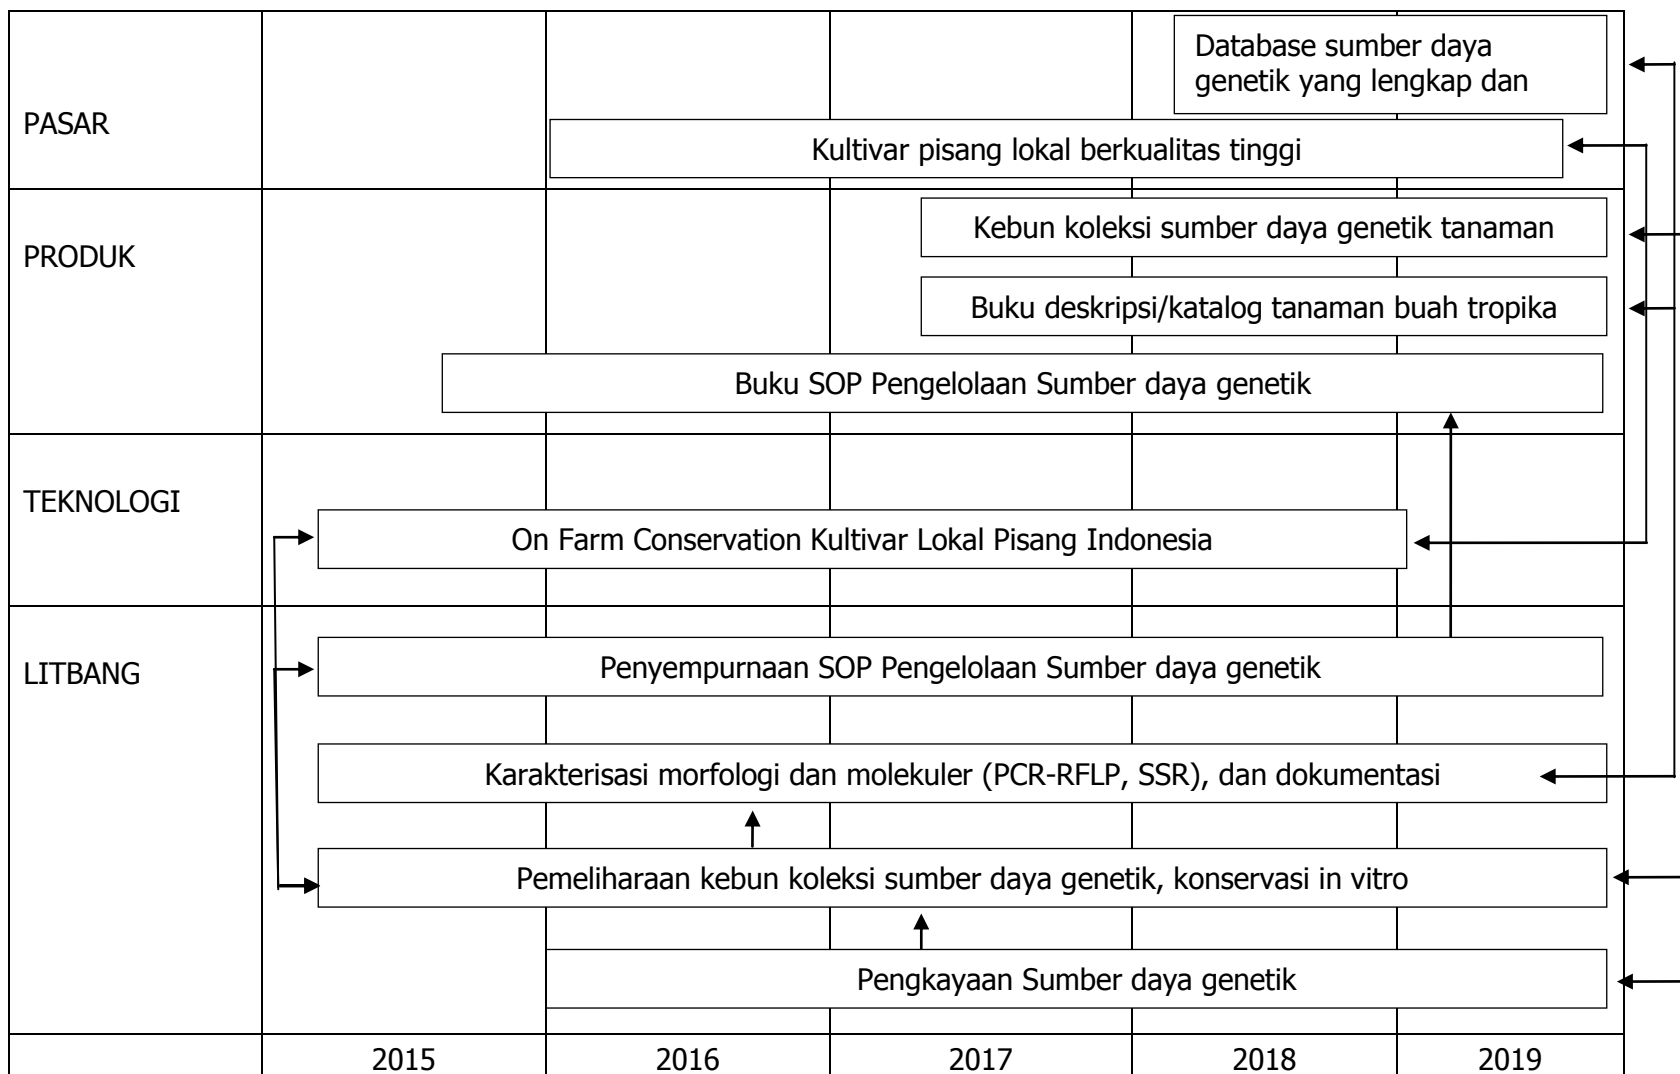 PASAR
Database sumber daya
genetik yang lengkap dan
Kultivar pisang lokal berkualitas tinggi
PRODUK
Kebun koleksi sumber daya genetik tanaman
Buku deskripsi/katalog tanaman buah tropika
Buku SOP Pengelolaan Sumber daya genetik
TEKNOLOGI
On Farm Conservation Kultivar Lokal Pisang Indonesia
LITBANG
Penyempurnaan SOP Pengelolaan Sumber daya genetik
Karakterisasi morfologi dan molekuler (PCR-RFLP, SSR), dan dokumentasi
Pemeliharaan kebun koleksi sumber daya genetik, konservasi in vitro
Pengkayaan Sumber daya genetik
2015 2016 2017 2018 2019